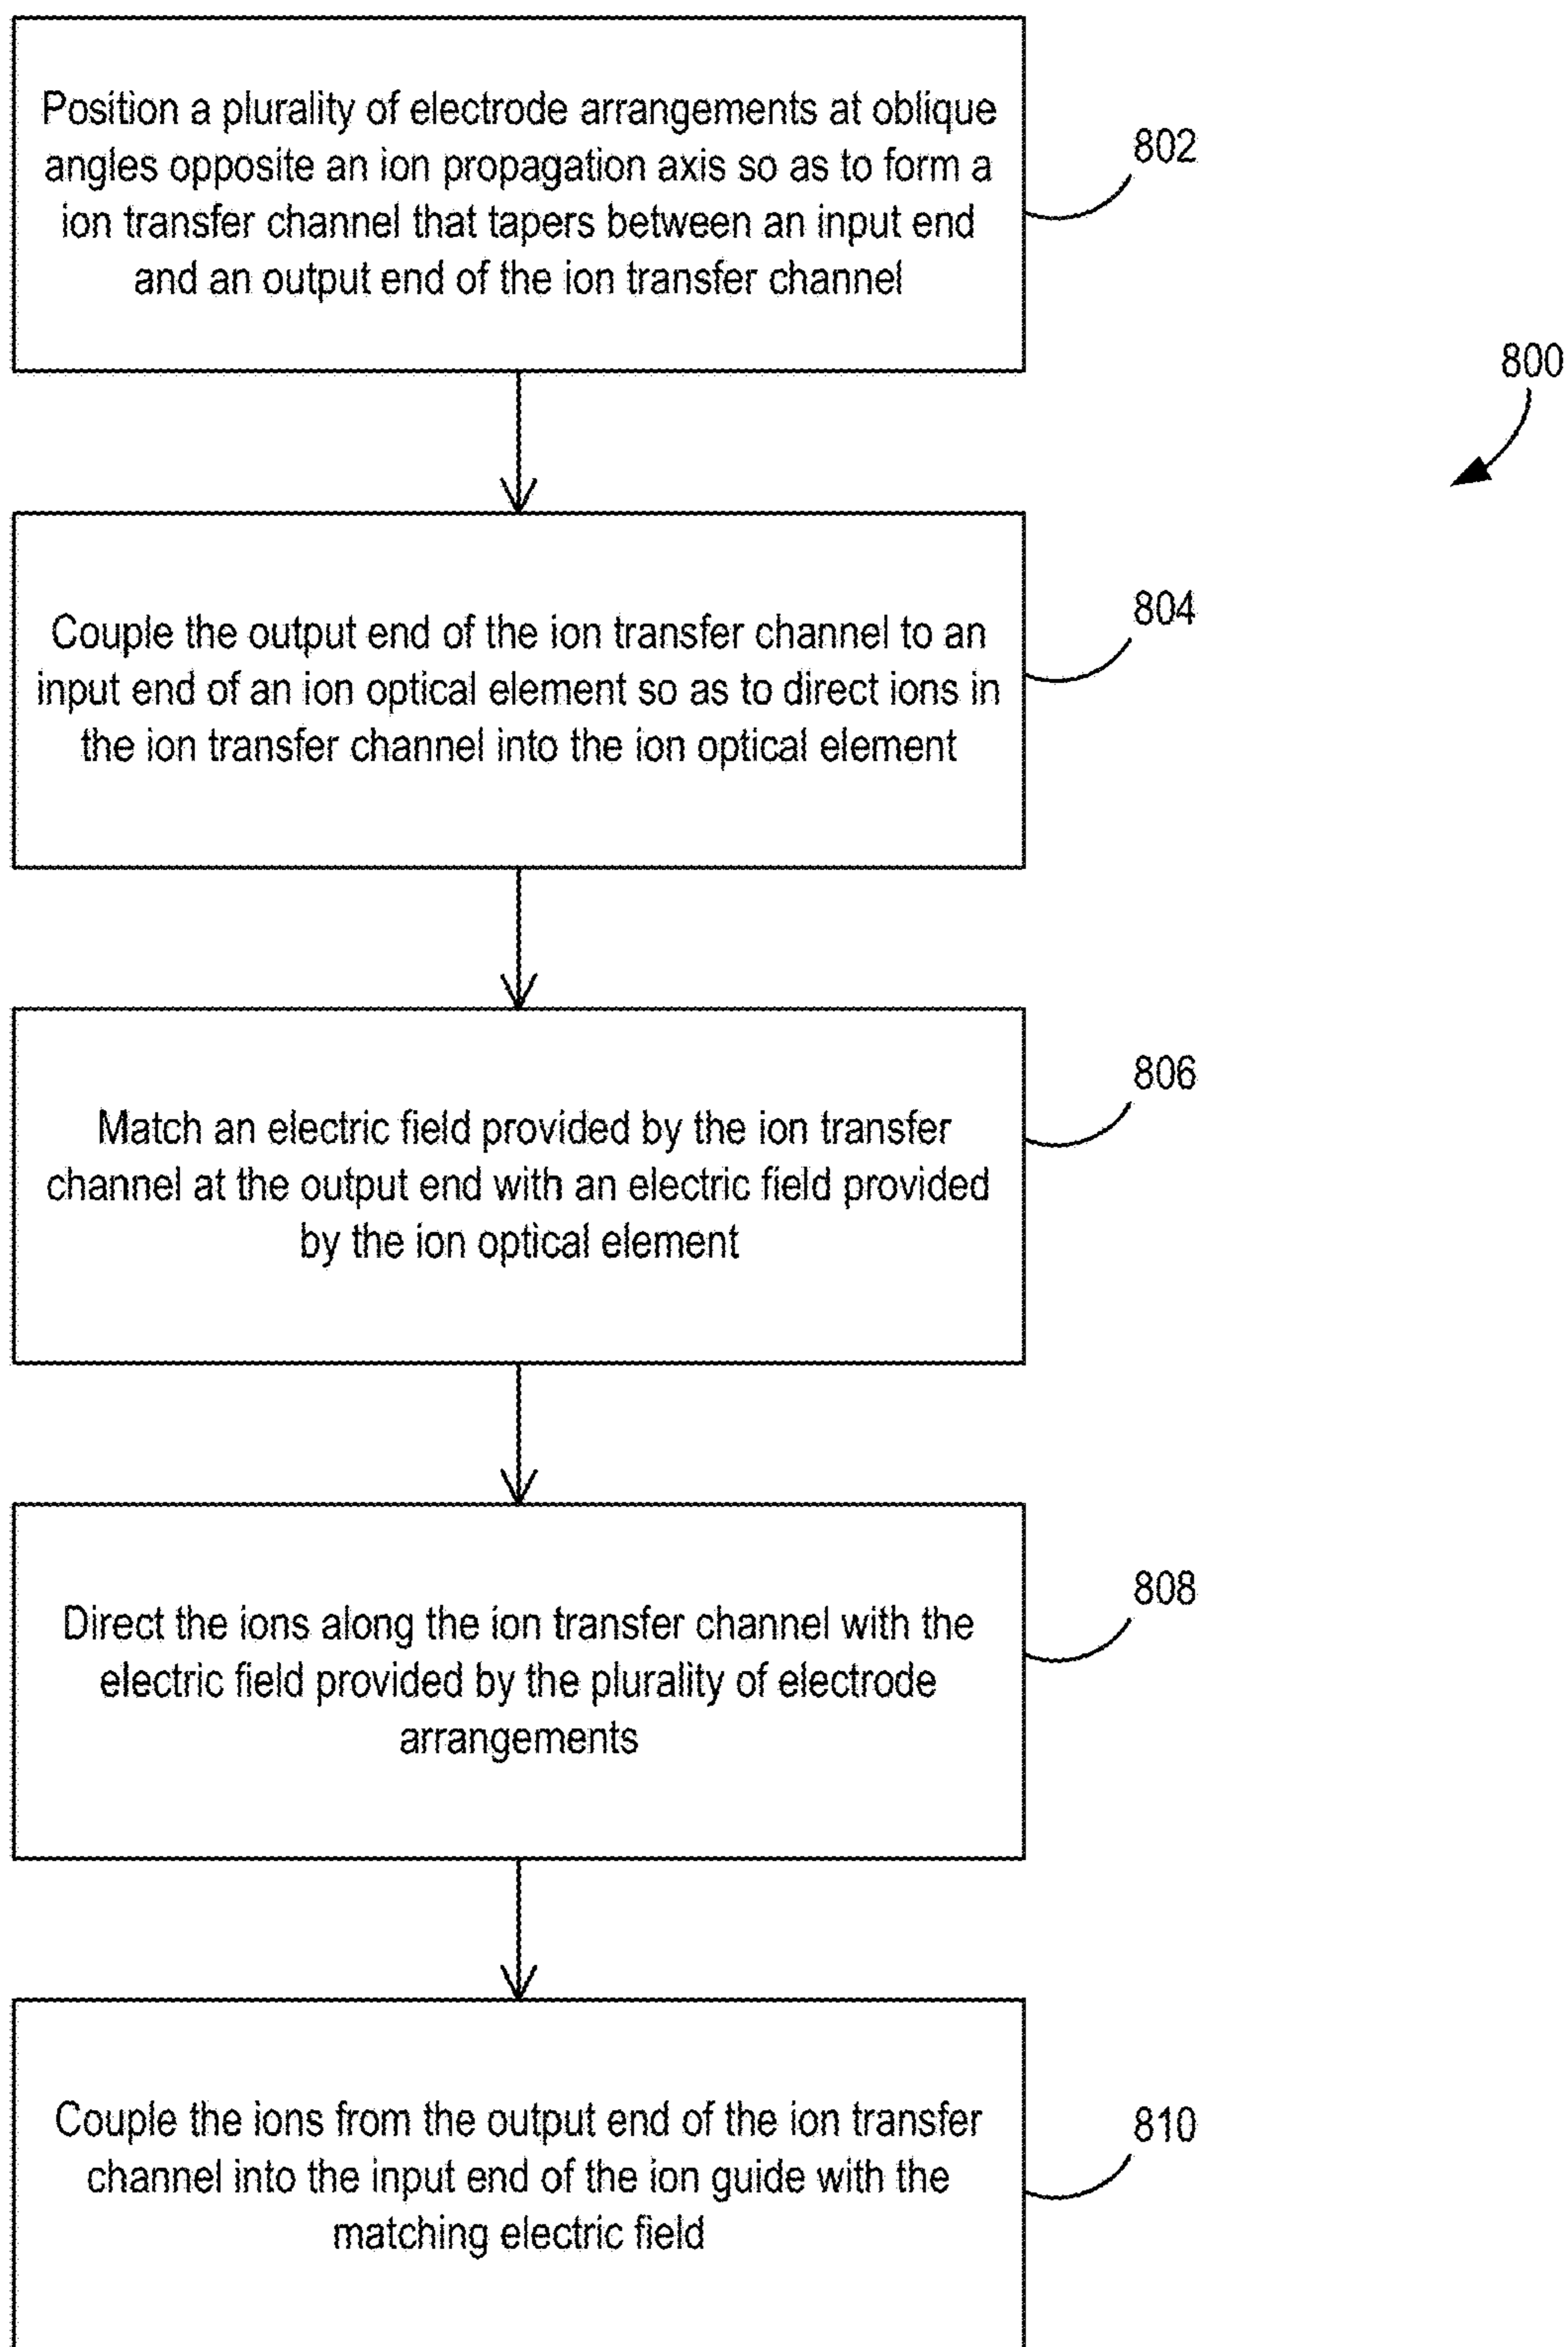 Position a plurality of electrode arrangements at oblique
angles opposite an ion propagation axis so as to form a
ion transfer channel that tapers between an input end
and an output end of the ion transfer channel
802
800
Couple the output end of the ion transfer channel to an
input end of an ion optical element so as to direct ions in
the ion transfer channel into the ion optical element
804
Match an electric field provided by the ion transfer
channel at the output end with an electric field provided
by the ion optical element
806
Direct the ions along the ion transfer channel with the
electric field provided by the plurality of electrode
arrangements
808
Couple the ions from the output end of the ion transfer
channel into the input end of the ion guide with the
matching electric field
810